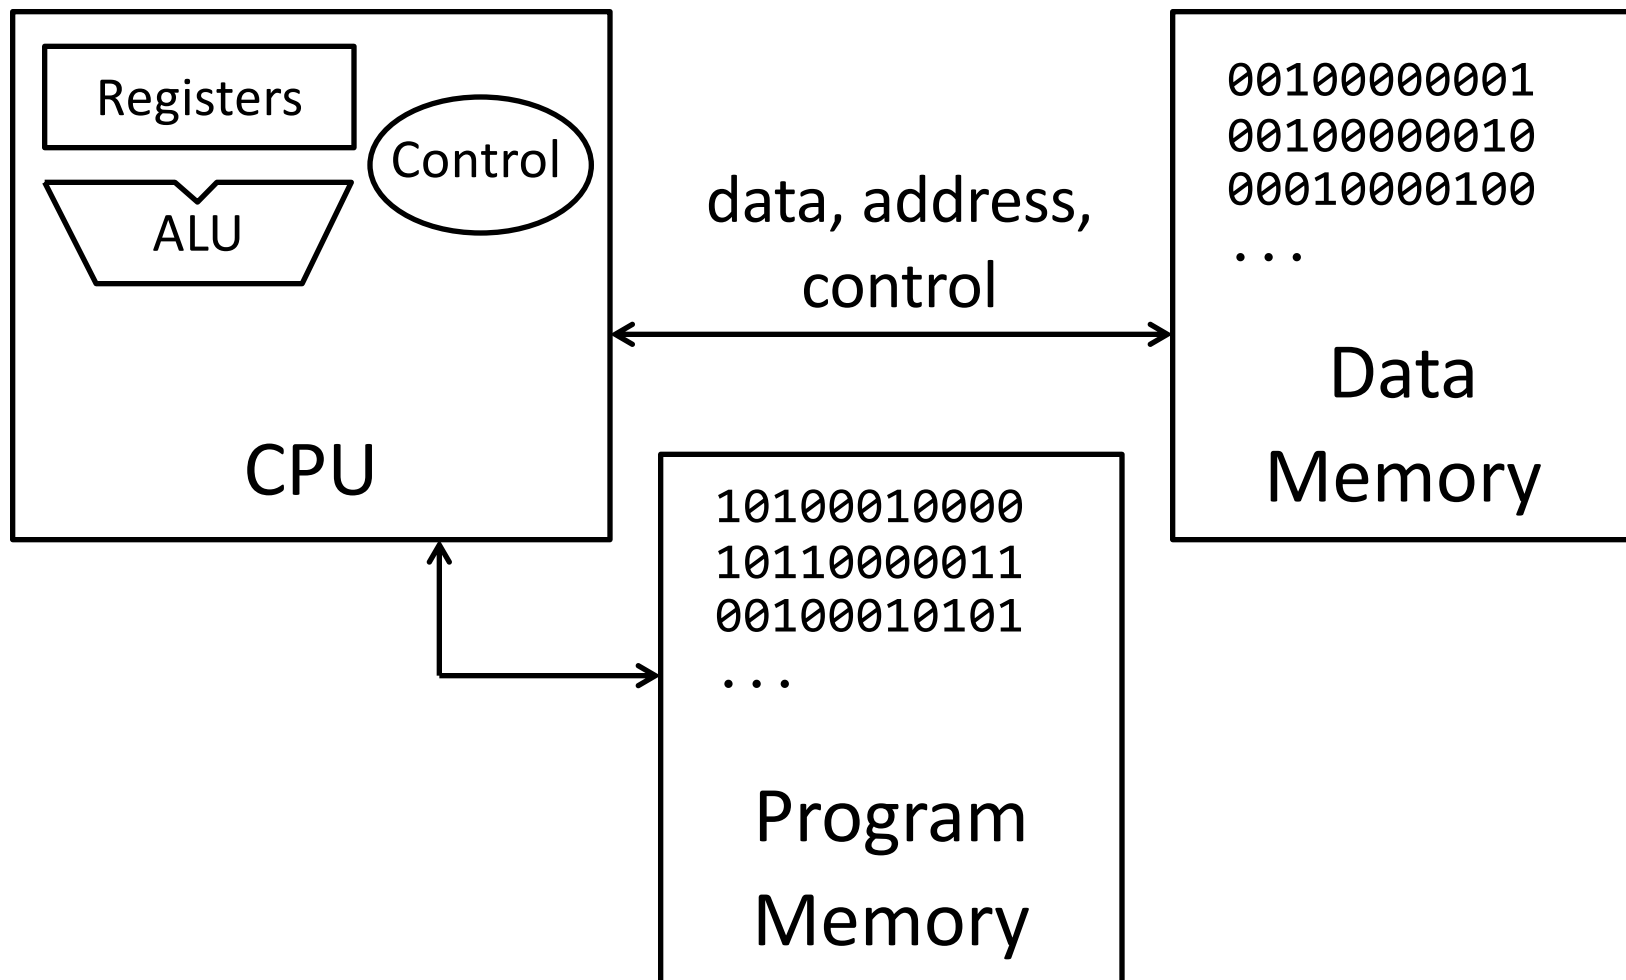 Registers
Control
ALU
CPU
data, address,
control
00100000001
00100000010
00010000100
...
Data
Memory
10100010000
10110000011
00100010101
...
Program
Memory